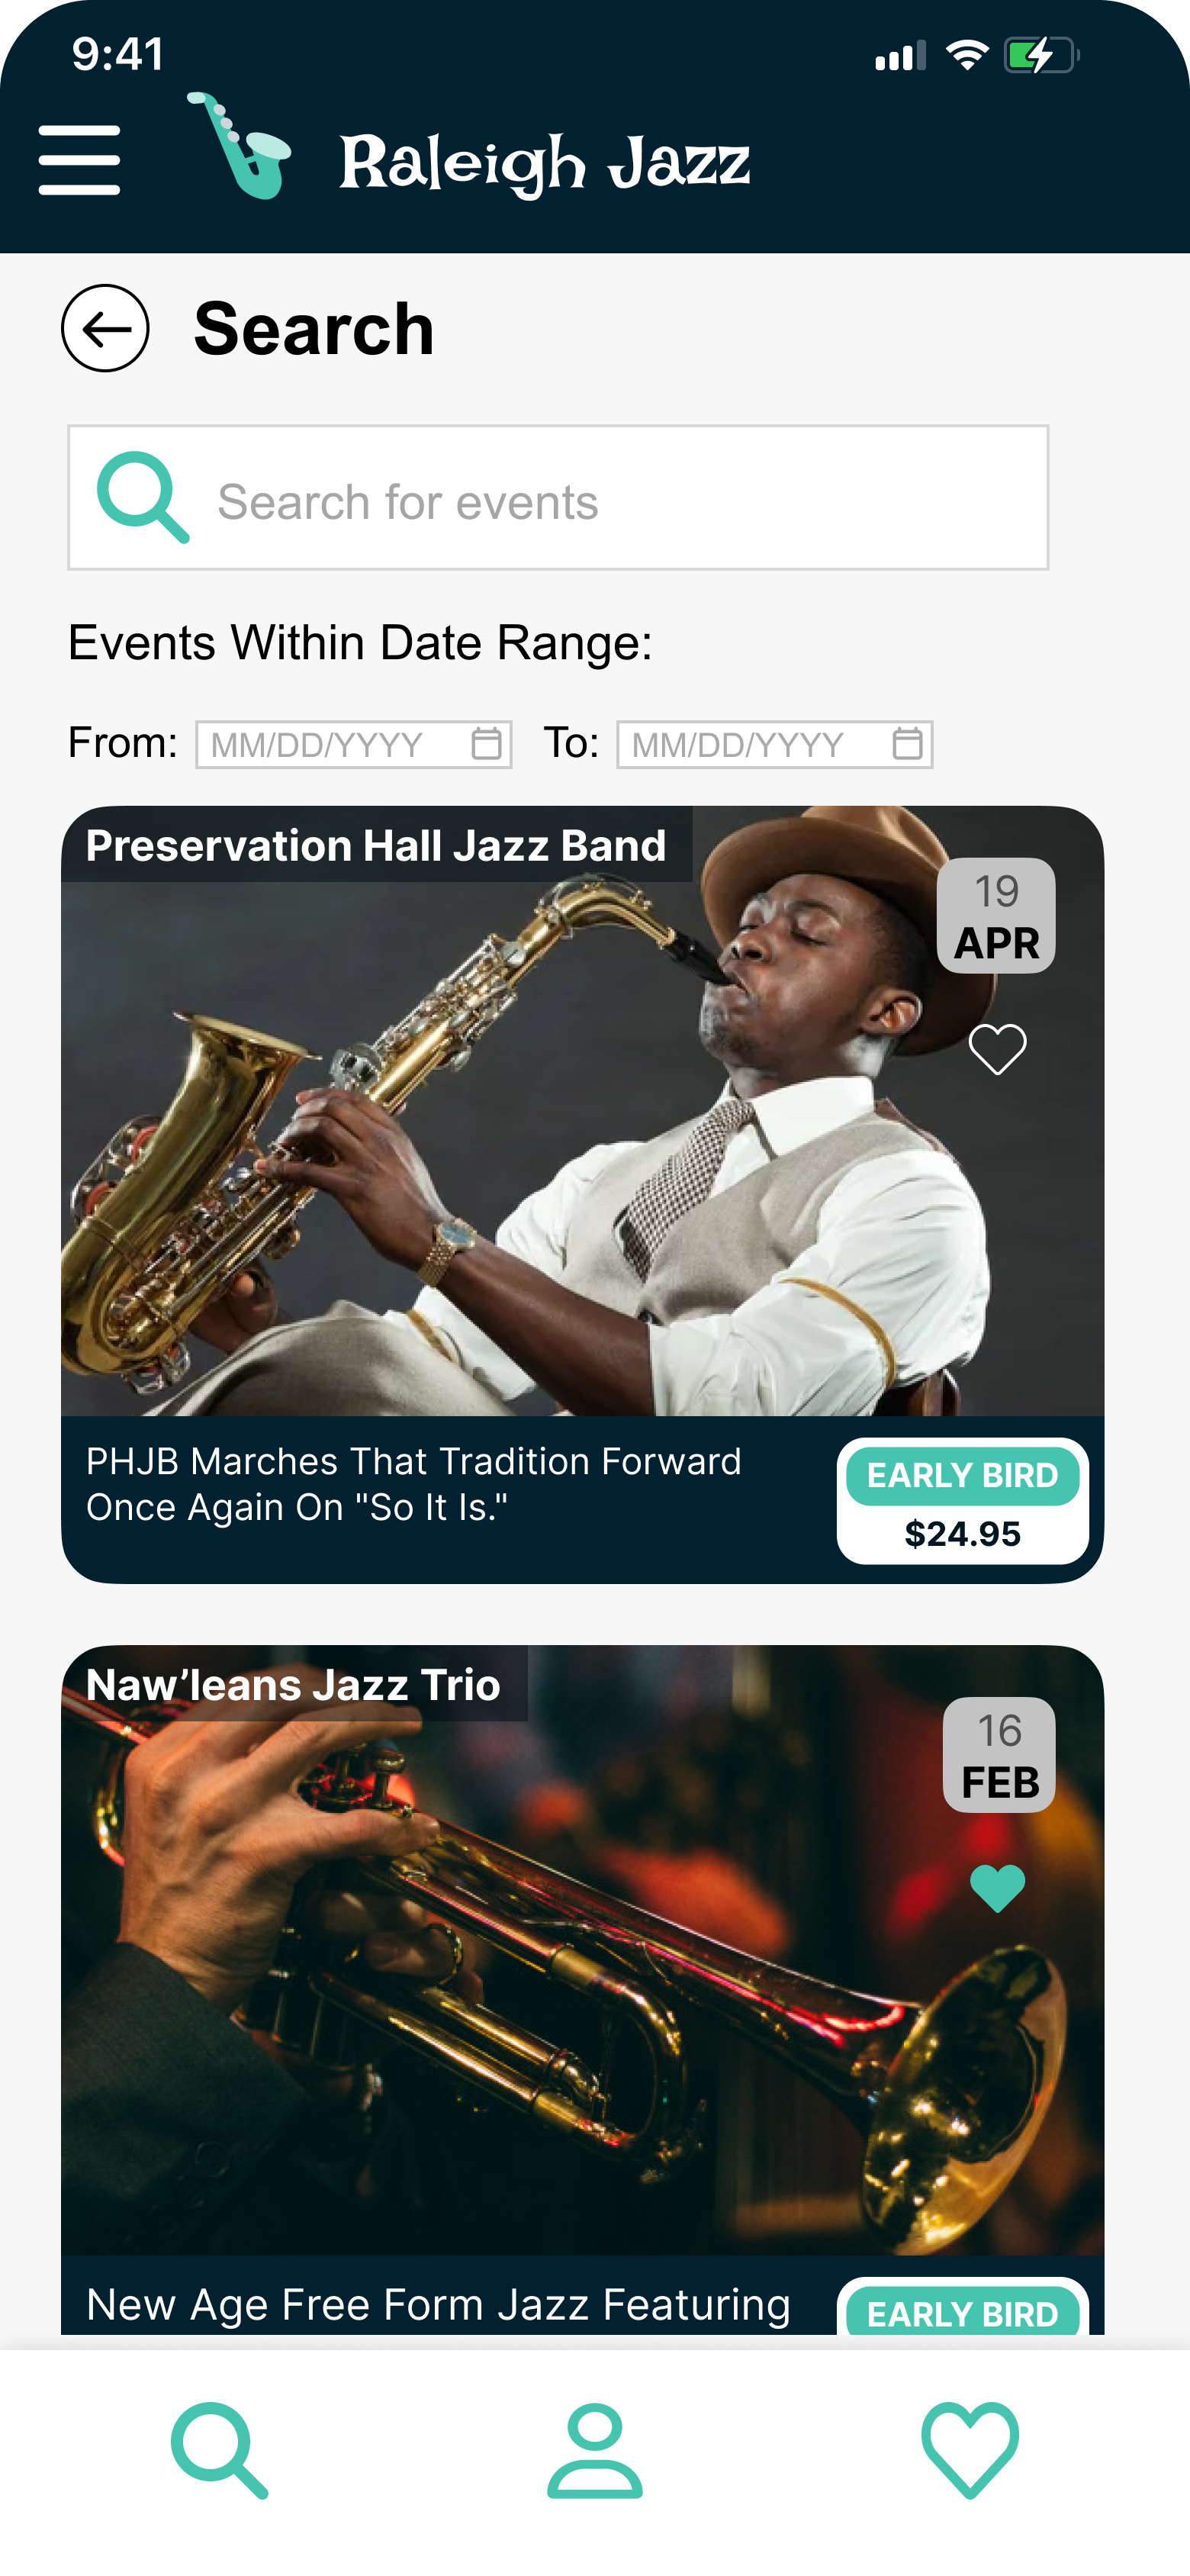 9:41
Raleigh Jazz
Search
Search for events
Events Within Date Range:
From: MM/DD/YYYY To: MM/DD/YYYY
Preservation Hall Jazz Band
19
APR
PHJB Marches That Tradition Forward
Once Again On "So It Is."
EARLY BIRD
$24.95
Naw’leans Jazz Trio
16
FEB
New Age Free Form Jazz Featuring
EARLY BIRD